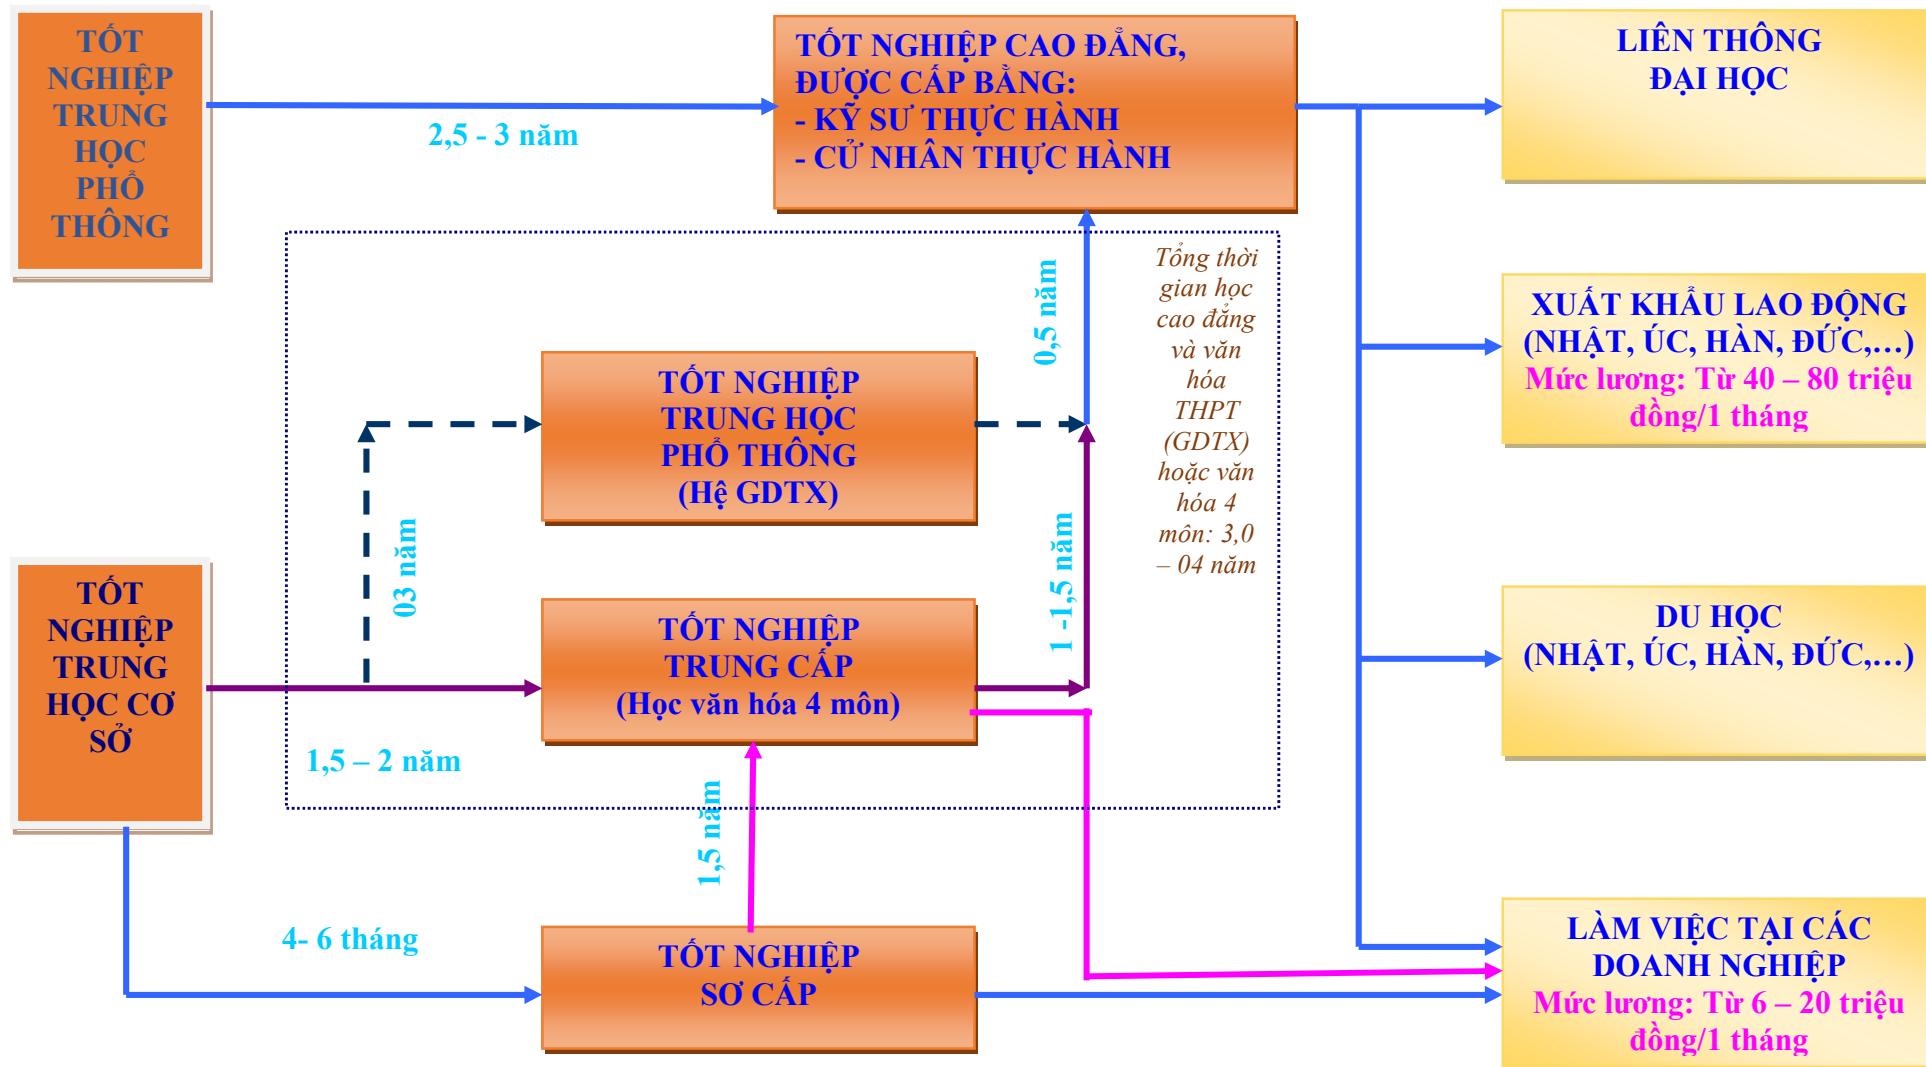 TỐT
NGHIỆP
TRUNG
HỌC
PHỔ
THÔNG
2,5 - 3 năm
TỐT NGHIỆP CAO ĐẲNG,
ĐƯỢC CẤP BẰNG:
- KỸ SƯ THỰC HÀNH
- CỬ NHÂN THỰC HÀNH
LIÊN THÔNG
ĐẠI HỌC
0,5 năm
Tổng thời
gian học
cao đẳng
và văn
hóa
THPT
(GDTX)
hoặc văn
hóa 4
môn: 3,0
– 04 năm
XUẤT KHẨU LAO ĐỘNG
(NHẬT, ÚC, HÀN, ĐỨC,…)
Mức lương: Từ 40 – 80 triệu
đồng/1 tháng
TỐT NGHIỆP
TRUNG HỌC
PHỔ THÔNG
(Hệ GDTX)
03 năm
1 -1,5 năm
TỐT
NGHIỆP
TRUNG
HỌC CƠ
SỞ
TỐT NGHIỆP
TRUNG CẤP
(Học văn hóa 4 môn)
DU HỌC
(NHẬT, ÚC, HÀN, ĐỨC,…)
1,5 – 2 năm
1,5 năm
4- 6 tháng
TỐT NGHIỆP
SƠ CẤP
LÀM VIỆC TẠI CÁC
DOANH NGHIỆP
Mức lương: Từ 6 – 20 triệu
đồng/1 tháng